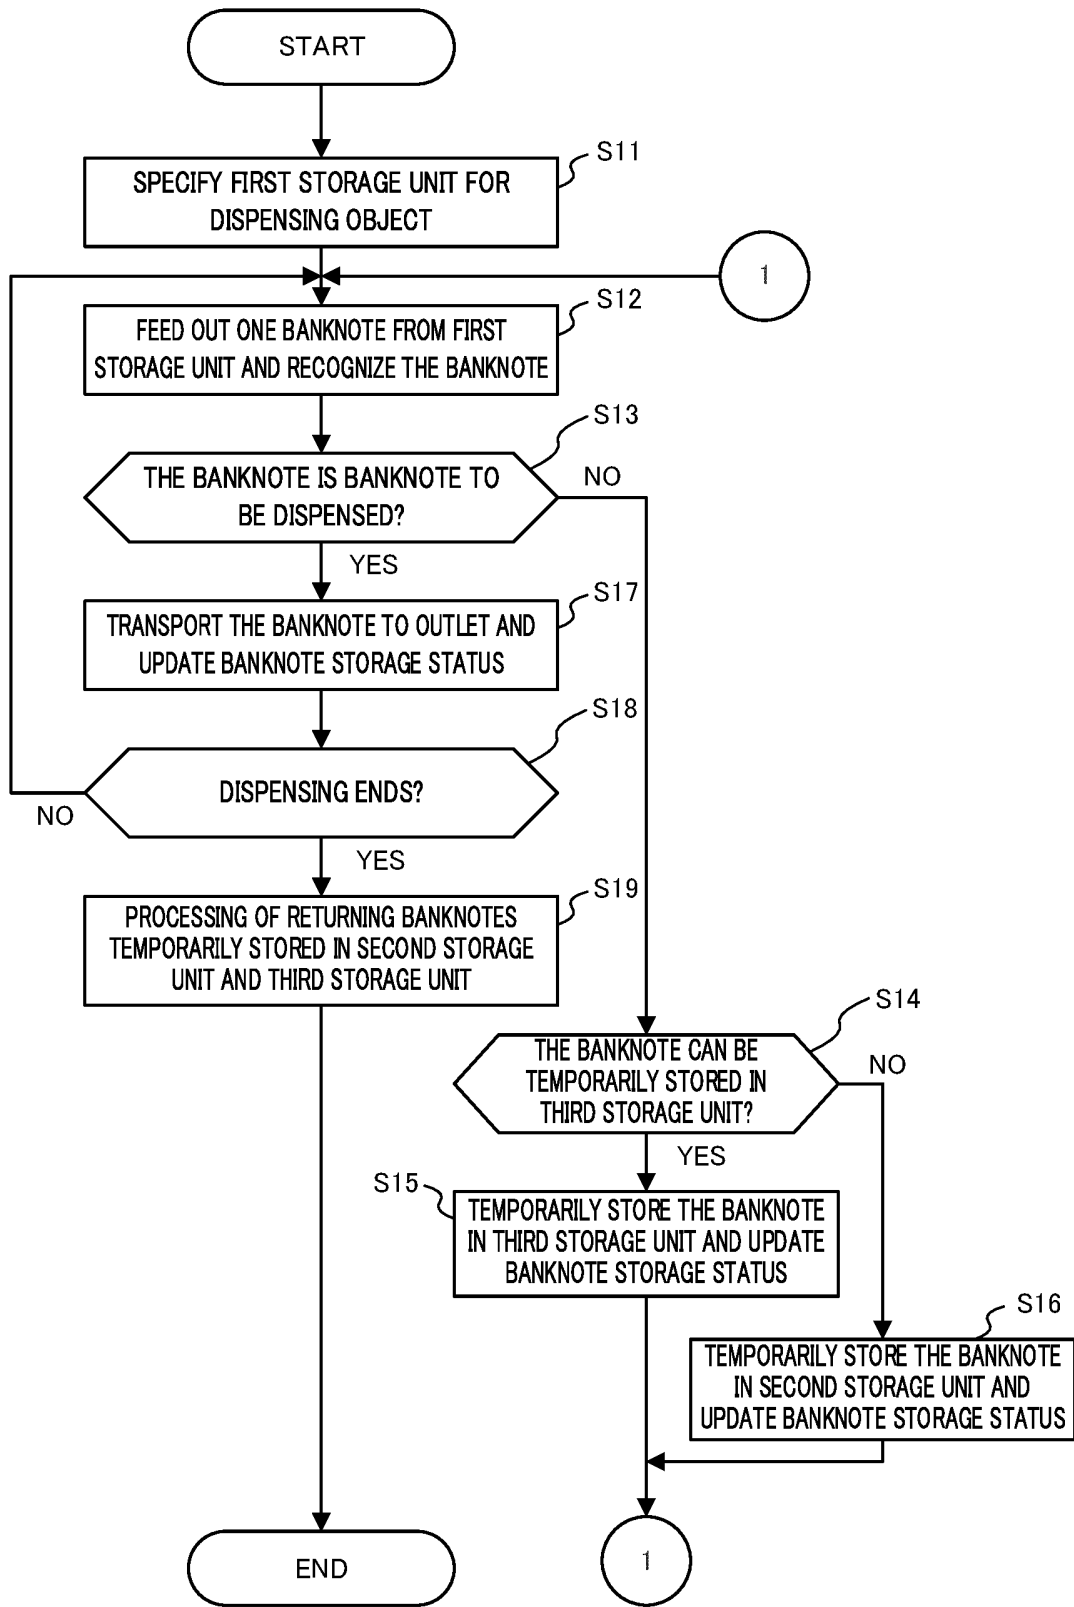 START
S11
SPECIFY FIRST STORAGE UNIT FOR
DISPENSING OBJECT
1
S12
FEED OUT ONE BANKNOTE FROM FIRST
STORAGE UNIT AND RECOGNIZE THE BANKNOTE
S13
THE BANKNOTE IS BANKNOTE TO
BE DISPENSED?
NO
YES
S17
TRANSPORT THE BANKNOTE TO OUTLET AND
UPDATE BANKNOTE STORAGE STATUS
S18
DISPENSING ENDS?
NO
YES
S19
PROCESSING OF RETURNING BANKNOTES
TEMPORARILY STORED IN SECOND STORAGE
UNIT AND THIRD STORAGE UNIT
S14
THE BANKNOTE CAN BE
TEMPORARILY STORED IN
THIRD STORAGE UNIT?
NO
YES
S15
TEMPORARILY STORE THE BANKNOTE
IN THIRD STORAGE UNIT AND UPDATE
BANKNOTE STORAGE STATUS
S16
TEMPORARILY STORE THE BANKNOTE
IN SECOND STORAGE UNIT AND
UPDATE BANKNOTE STORAGE STATUS
END
1